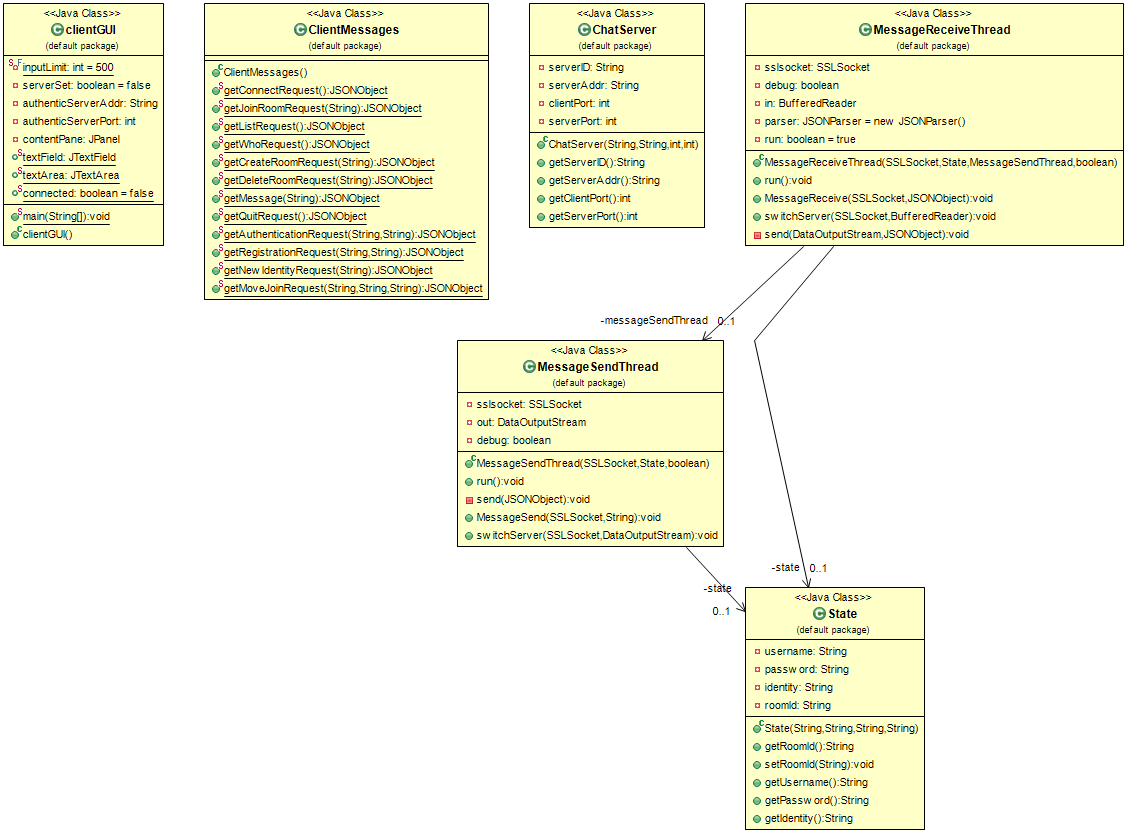 <<Java Class>>
clientGUI
(default package)
inputLimit: int = 500
serverSet: boolean = false
authenticServerAddr: String
authenticServerPort: int
contentPane: JPanel
textField: JTextField
textArea: JTextArea
connected: boolean = false
main(String[]):void
clientGUI()
<<Java Class>>
ClientMessages
(default package)
ClientMessages()
getConnectRequest():JSONObject
getJoinRoomRequest(String):JSONObject
getListRequest():JSONObject
getWhoRequest():JSONObject
getCreateRoomRequest(String):JSONObject
getDeleteRoomRequest(String):JSONObject
getMessage(String):JSONObject
getQuitRequest():JSONObject
getAuthenticationRequest(String,String):JSONObject
getRegistrationRequest(String,String):JSONObject
getNewIdentityRequest(String):JSONObject
getMoveJoinRequest(String,String,String):JSONObject
<<Java Class>>
ChatServer
(default package)
serverID: String
serverAddr: String
clientPort: int
serverPort: int
ChatServer(String,String,int,int)
getServerID():String
getServerAddr():String
getClientPort():int
getServerPort():int
<<Java Class>>
MessageReceiveThread
(default package)
sslsocket: SSLSocket
debug: boolean
in: BufferedReader
parser: JSONParser = new JSONParser()
run: boolean = true
MessageReceiveThread(SSLSocket,State,MessageSendThread,boolean)
run():void
MessageReceive(SSLSocket,JSONObject):void
switchServer(SSLSocket,BufferedReader):void
send(DataOutputStream,JSONObject):void
-messageSendThread 0..1
<<Java Class>>
MessageSendThread
(default package)
sslsocket: SSLSocket
out: DataOutputStream
debug: boolean
MessageSendThread(SSLSocket,State,boolean)
run():void
send(JSONObject):void
MessageSend(SSLSocket,String):void
switchServer(SSLSocket,DataOutputStream):void
-state 0..1
-state
0..1
<<Java Class>>
State
(default package)
username: String
password: String
identity: String
roomId: String
State(String,String,String,String)
getRoomId():String
setRoomId(String):void
getUsername():String
getPassword():String
getIdentity():String